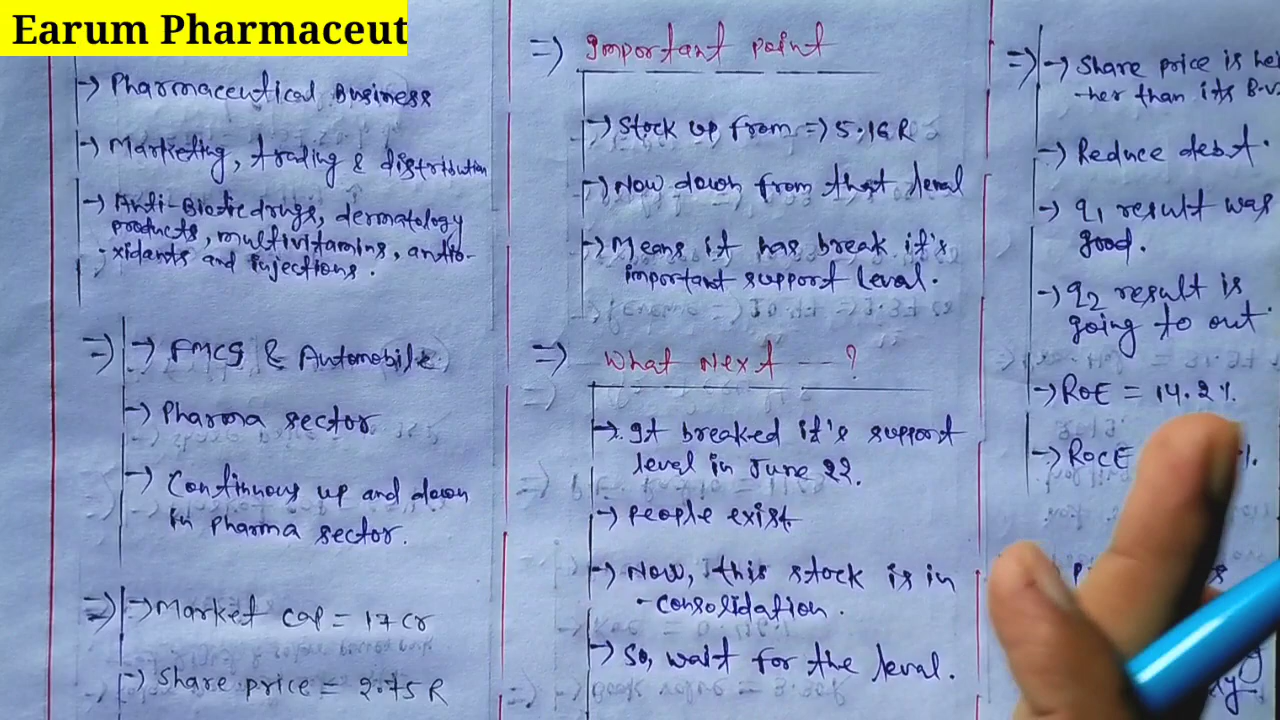 Earum Pharmaceut
-> Pharmaceutical Business
-> Marketing, trading & distribution
-> Anti-Biotic drugs, dermatology
products, multivitamins, antio-
-xidants and injections.
=> -> FMCG & Automobile
-> Pharma sector
-> Continuous up and down
in pharma sector.
=> -> Market cap = 17 cr
-> Share price = 2.75 R
=> Important point
-> Stock up from => 5.16 R
-> Now down from that leval
-> Means it has break it's
important support leval.
=> What Next --- ?
-> It breaked it's support
level in June 22.
-> people exist
-> Now, this stock is in
-consolidation.
-> So, wait for the leval.
=> -> Share price is hei
-her than its B.V.
-> Reduce debt.
-> q1 result was
good.
-> q2 result is
going to out.
-> ROE = 14.2 %.
-> ROCE %.